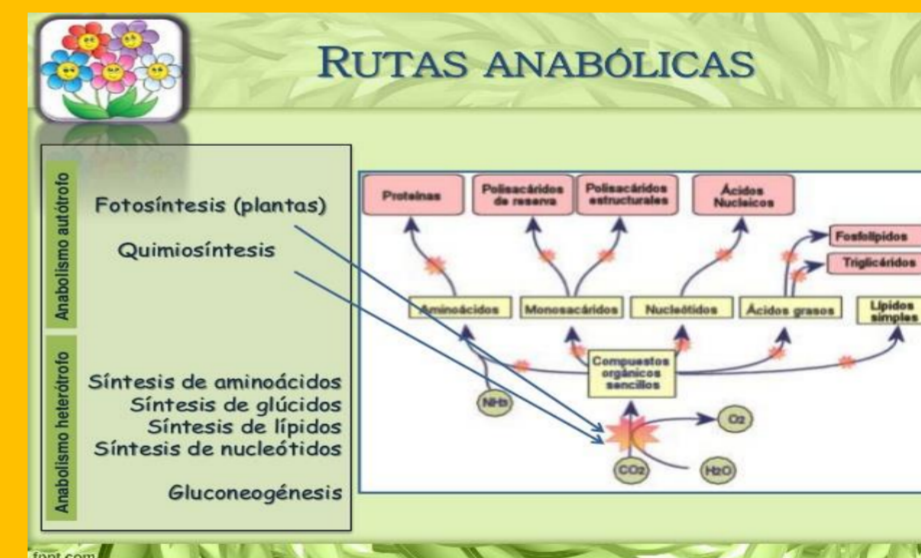 RUTAS ANABÓLICAS
Anabolismo autótrofo
Fotosíntesis (plantas)
Quimiosíntesis
Anabolismo heterótrofo
Síntesis de aminoácidos
Síntesis de glúcidos
Síntesis de lípidos
Síntesis de nucleótidos
Gluconeogénesis
Proteínas
Polisacáridos
de reserva
Polisacáridos
estructurales
Ácidos
Nucleicos
Fosfolípidos
Triglicéridos
Aminoácidos
Monosacáridos
Nucleótidos
Ácidos grasos
Lípidos
simples
Compuestos
orgánicos
sencillos
NH3
O2
CO2
H2O